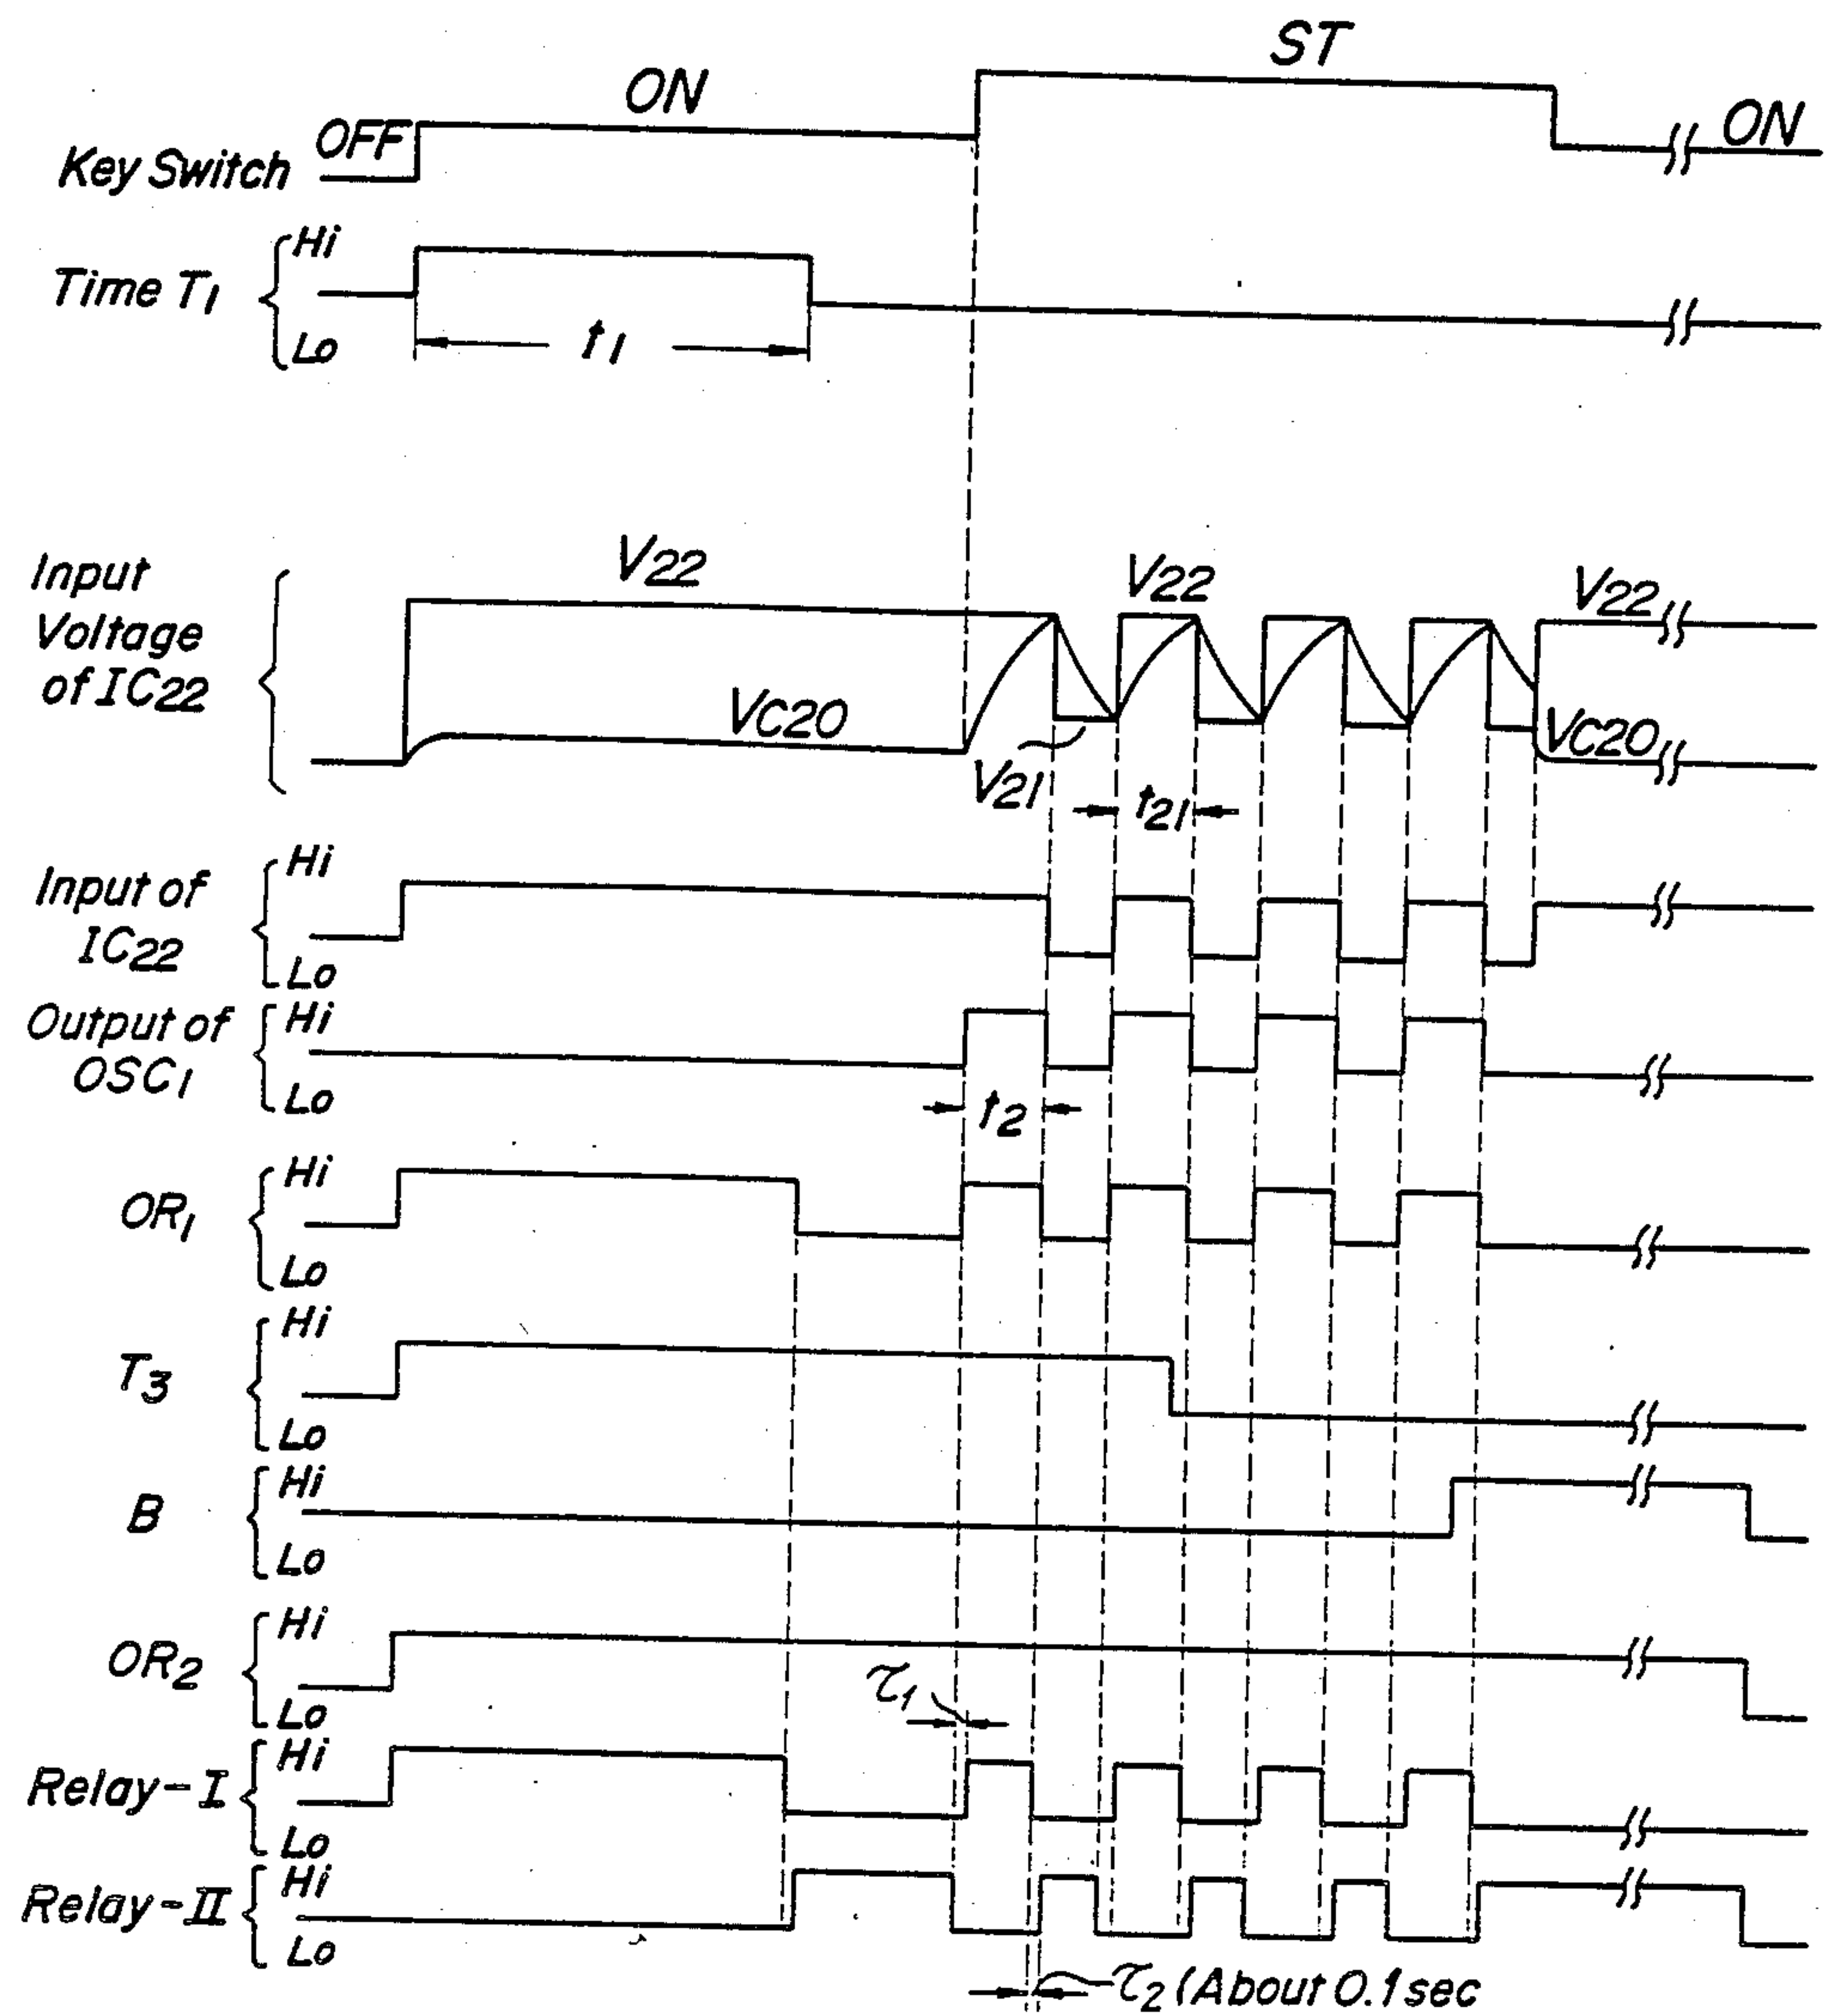 ST
ON
OFF
ON
Key Switch
Hi
Time T1
Lo
t1
Input
Voltage
of IC22
V22
V22
V22
VC20
VC20
V21
t21
Hi
Input of
IC22
Lo
Output of
OSC1
Hi
Lo
t2
Hi
OR1
Lo
Hi
T3
Lo
Hi
B
Lo
Hi
OR2
Lo
τ1
Hi
Relay-I
Lo
Hi
Relay-II
Lo
τ2 (About 0.1 sec